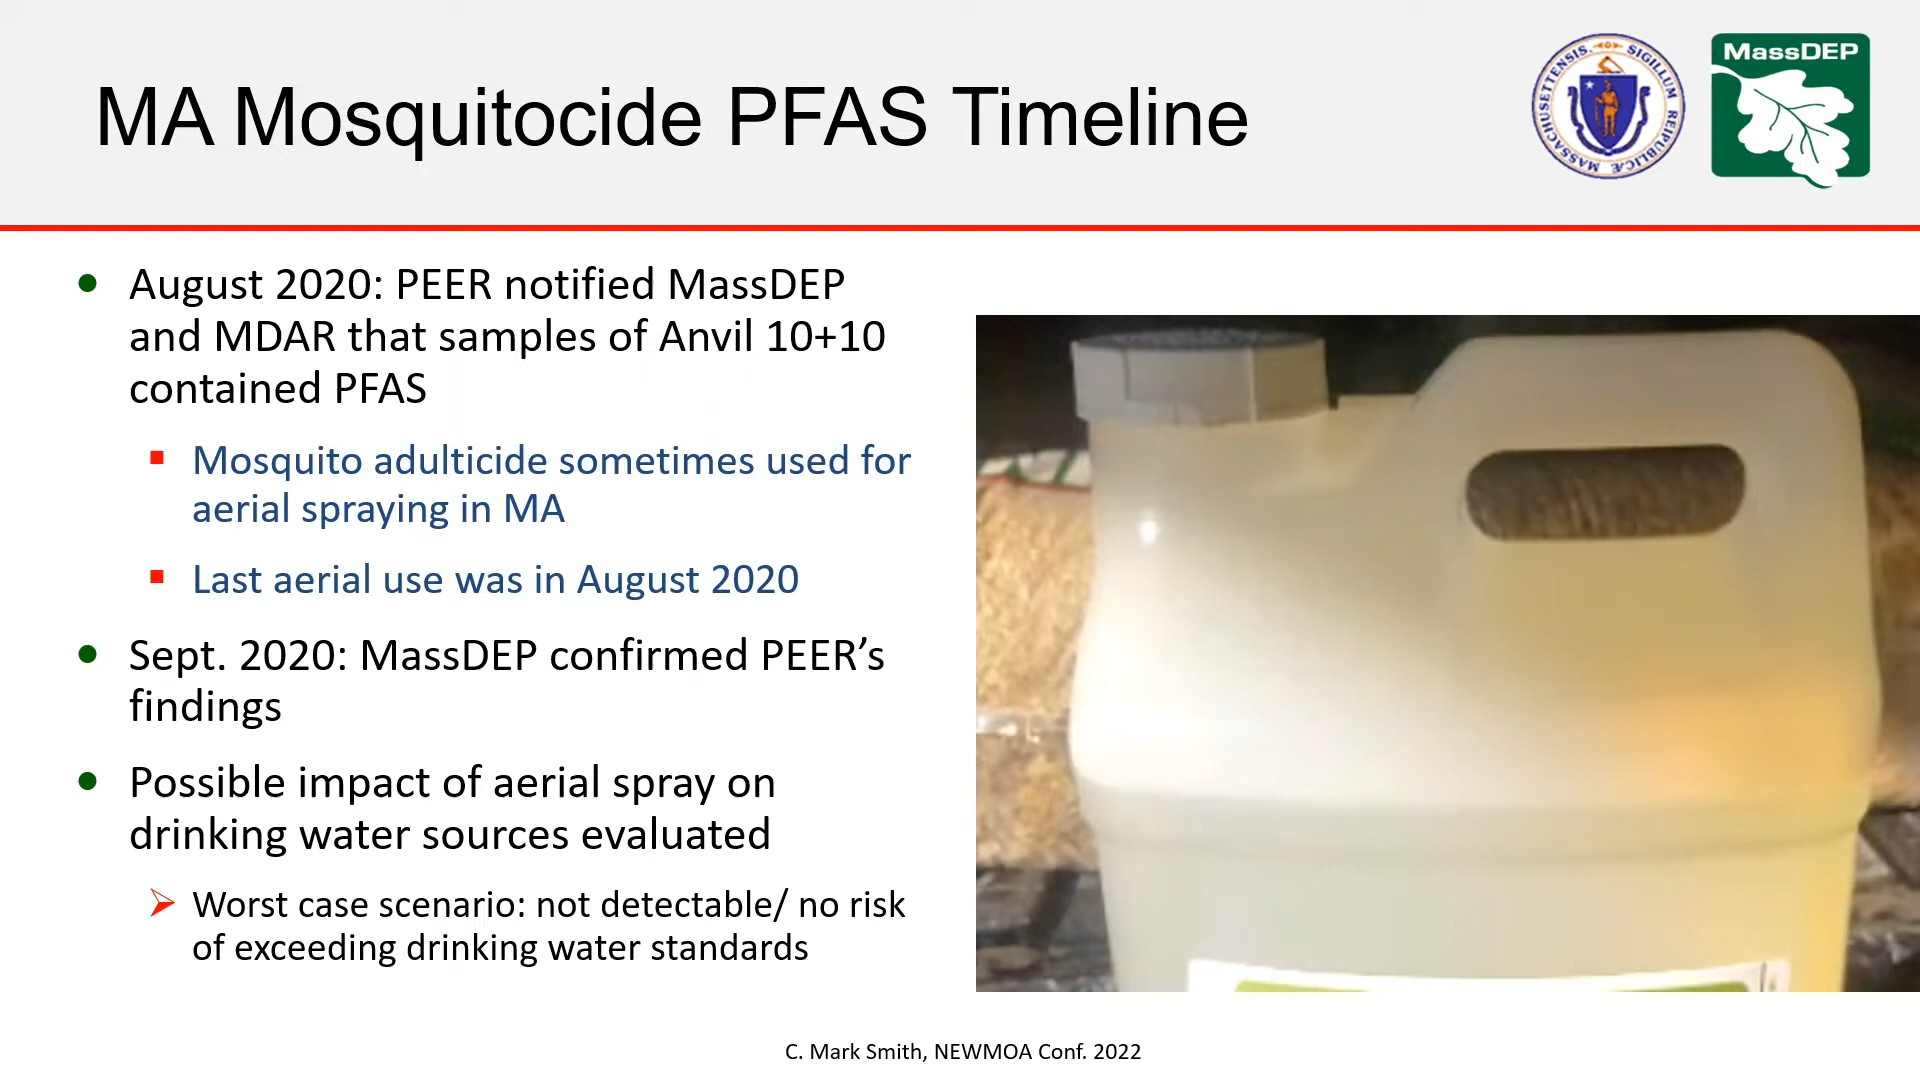 MA Mosquitocide PFAS Timeline
SIGILLUM REIPUBLICÆ MASSACHUSETTENSIS.
MassDEP
August 2020: PEER notified MassDEP
and MDAR that samples of Anvil 10+10
contained PFAS
Mosquito adulticide sometimes used for
aerial spraying in MA
Last aerial use was in August 2020
Sept. 2020: MassDEP confirmed PEER’s
findings
Possible impact of aerial spray on
drinking water sources evaluated
Worst case scenario: not detectable/ no risk
of exceeding drinking water standards
C. Mark Smith, NEWMOA Conf. 2022